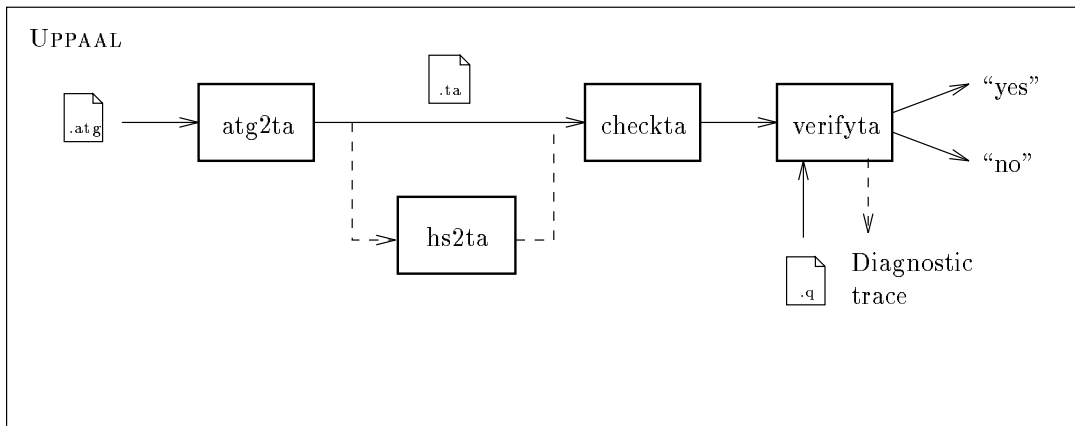 UPPAAL
.atg
atg2ta
.ta
checkta
verifyta
“yes”
“no”
hs2ta
.q
Diagnostic
trace